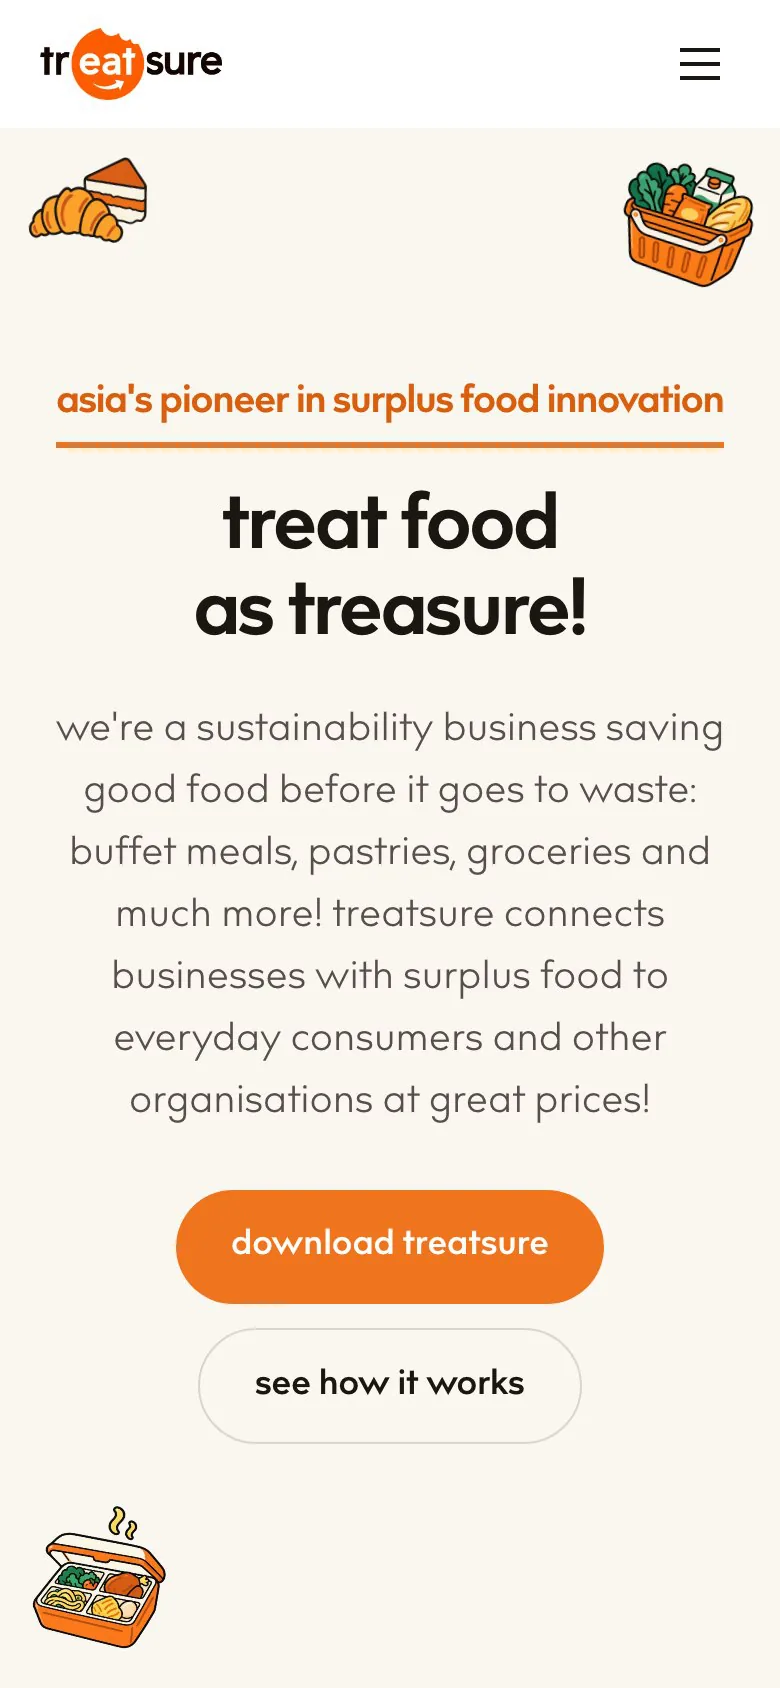 treatsure
asia's pioneer in surplus food innovation
treat food
as treasure!
we're a sustainability business saving
good food before it goes to waste:
buffet meals, pastries, groceries and
much more! treatsure connects
businesses with surplus food to
everyday consumers and other
organisations at great prices!
download treatsure
see how it works